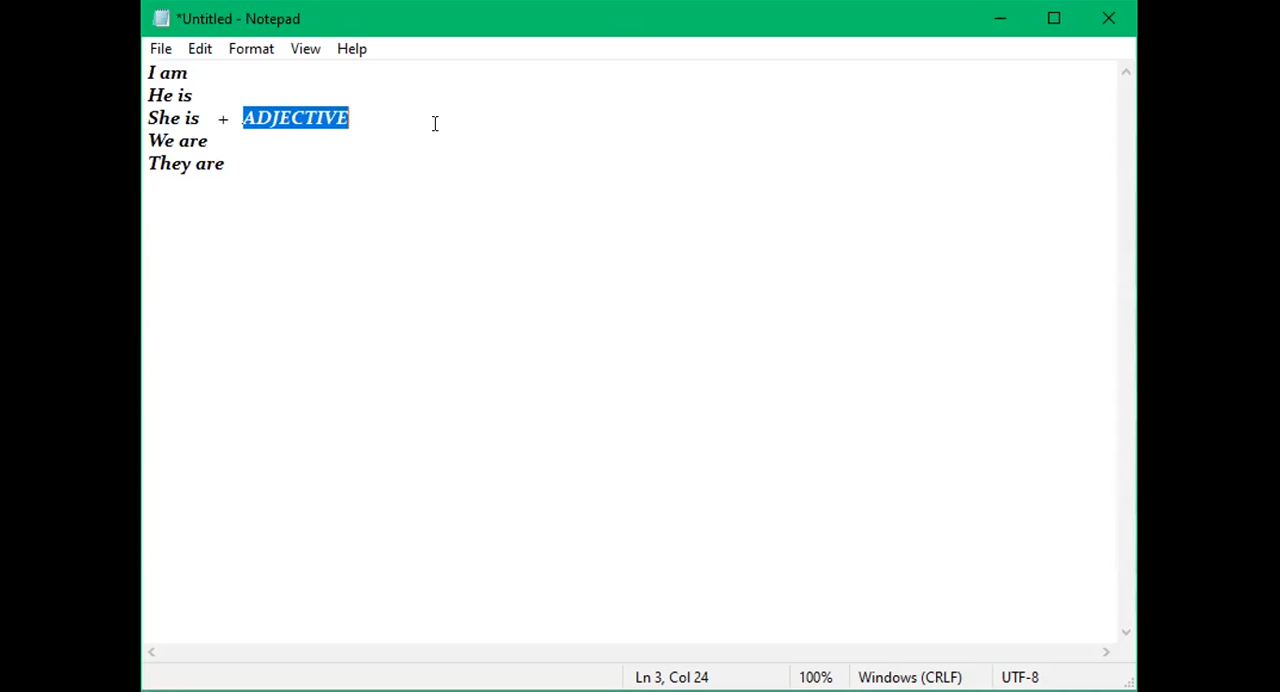 *Untitled - Notepad
File Edit Format View Help
I am
He is
She is + ADJECTIVE
We are
They are
Ln 3, Col 24 100% Windows (CRLF) UTF-8